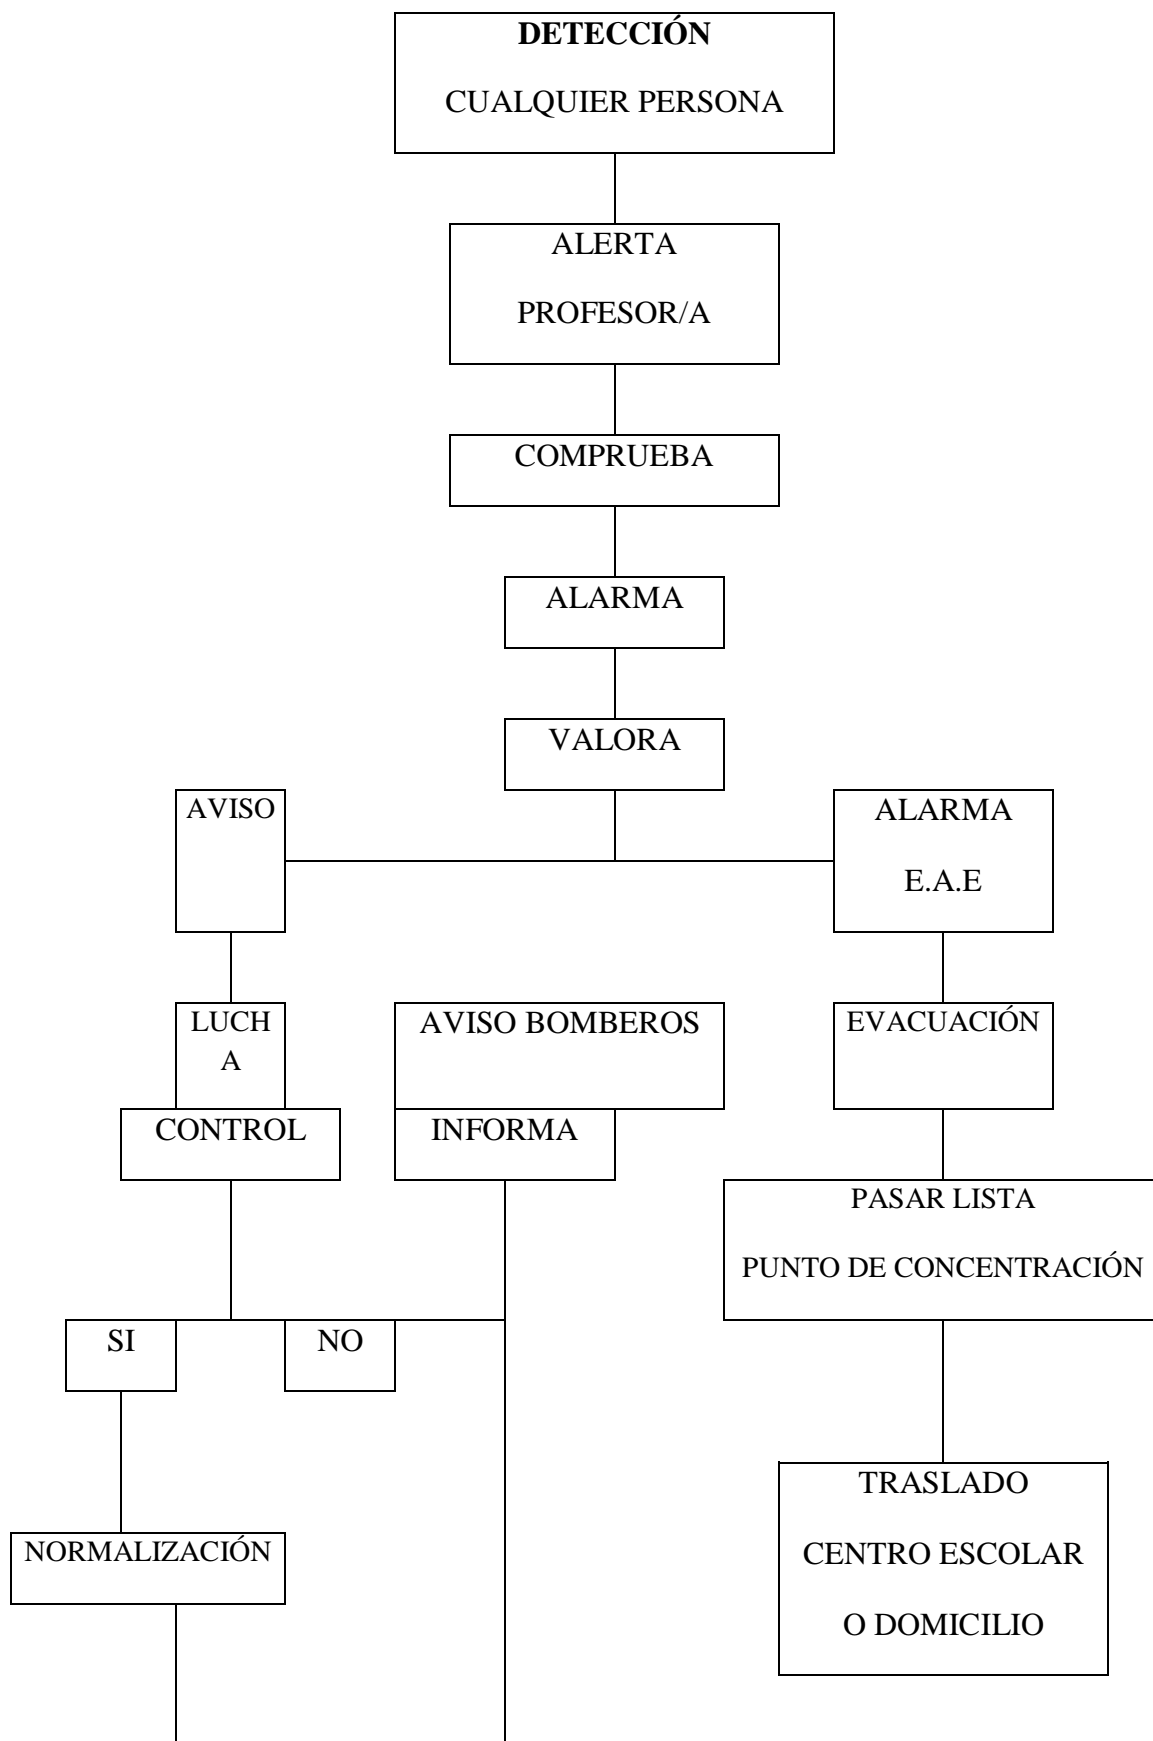 DETECCIÓN
CUALQUIER PERSONA
ALERTA
PROFESOR/A
COMPRUEBA
ALARMA
VALORA
AVISO
ALARMA
E.A.E
LUCH
A
AVISO BOMBEROS
EVACUACIÓN
CONTROL
INFORMA
PASAR LISTA
PUNTO DE CONCENTRACIÓN
SI
NO
TRASLADO
CENTRO ESCOLAR
O DOMICILIO
NORMALIZACIÓN